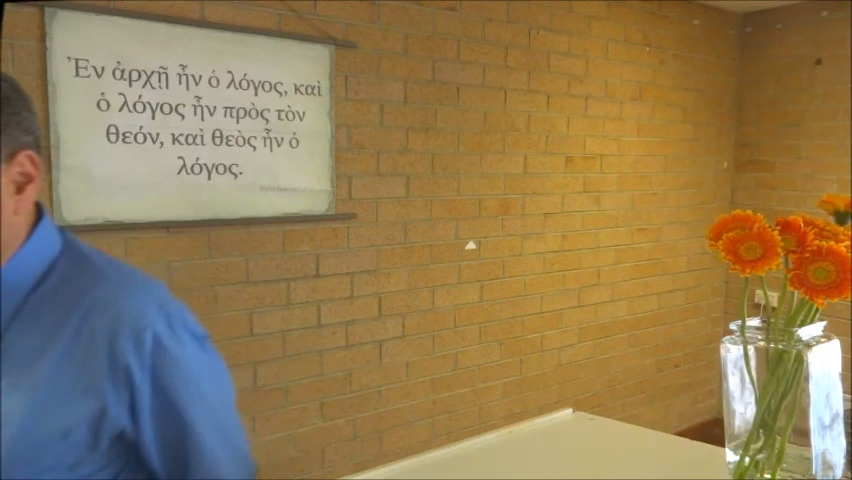 Ἐν ἀρχῇ ἦν ὁ λόγος, καὶ
ὁ λόγος ἦν πρὸς τὸν
θεόν, καὶ θεὸς ἦν ὁ
λόγος.